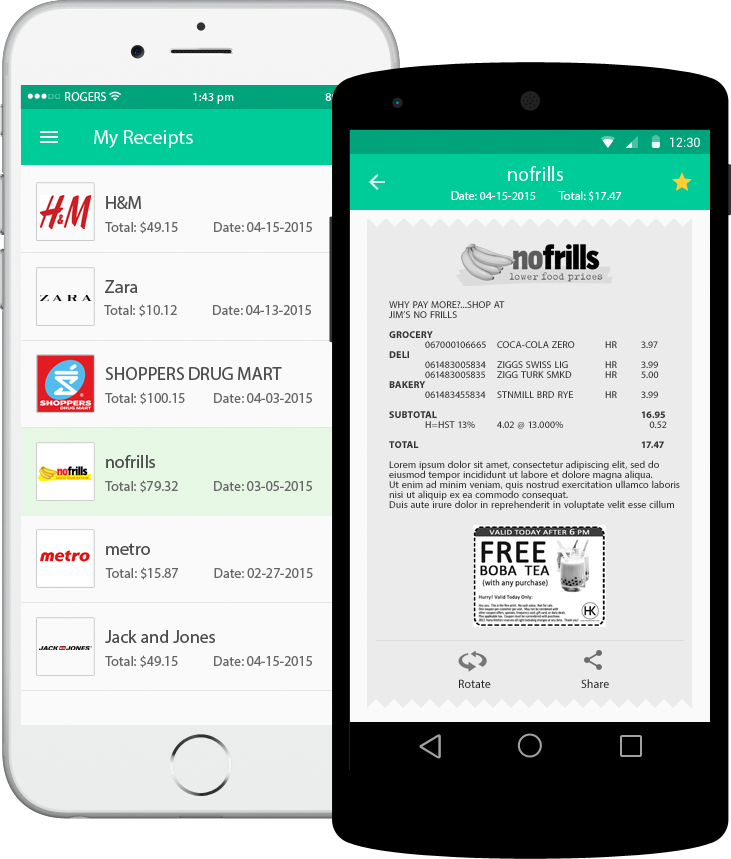 ROGERS
1:43 pm
8
My Receipts
H&M
H&M
Total: $49.15 Date: 04-15-2015
ZARA
Zara
Total: $10.12 Date: 04-13-2015
SHOPPERS
DRUG MART
SHOPPERS DRUG MART
Total: $100.15 Date: 04-03-2015
nofrills
nofrills
Total: $79.32 Date: 03-05-2015
metro
metro
Total: $15.87 Date: 02-27-2015
JACK JONES
Jack and Jones
Total: $49.15 Date: 04-15-2015
12:30
nofrills
Date: 04-15-2015 Total: $17.47
nofrills
lower food prices
WHY PAY MORE?...SHOP AT
JIM'S NO FRILLS
GROCERY
067000106665 COCA-COLA ZERO HR 3.97
DELI
061483005834 ZIGGS SWISS LIG HR 3.99
061483005835 ZIGG TURK SMKD HR 5.00
BAKERY
061483455834 STNMILL BRD RYE HR 3.99
SUBTOTAL 16.95
H=HST 13% 4.02 @ 13.000% 0.52
TOTAL 17.47
Lorem ipsum dolor sit amet, consectetur adipiscing elit, sed do
eiusmod tempor incididunt ut labore et dolore magna aliqua.
Ut enim ad minim veniam, quis nostrud exercitation ullamco laboris
nisi ut aliquip ex ea commodo consequat.
Duis aute irure dolor in reprehenderit in voluptate velit esse cillum
VALID TODAY AFTER 6 PM
FREE
BOBA TEA
(with any purchase)
Hurry! Valid Today Only:
HK
Rotate
Share